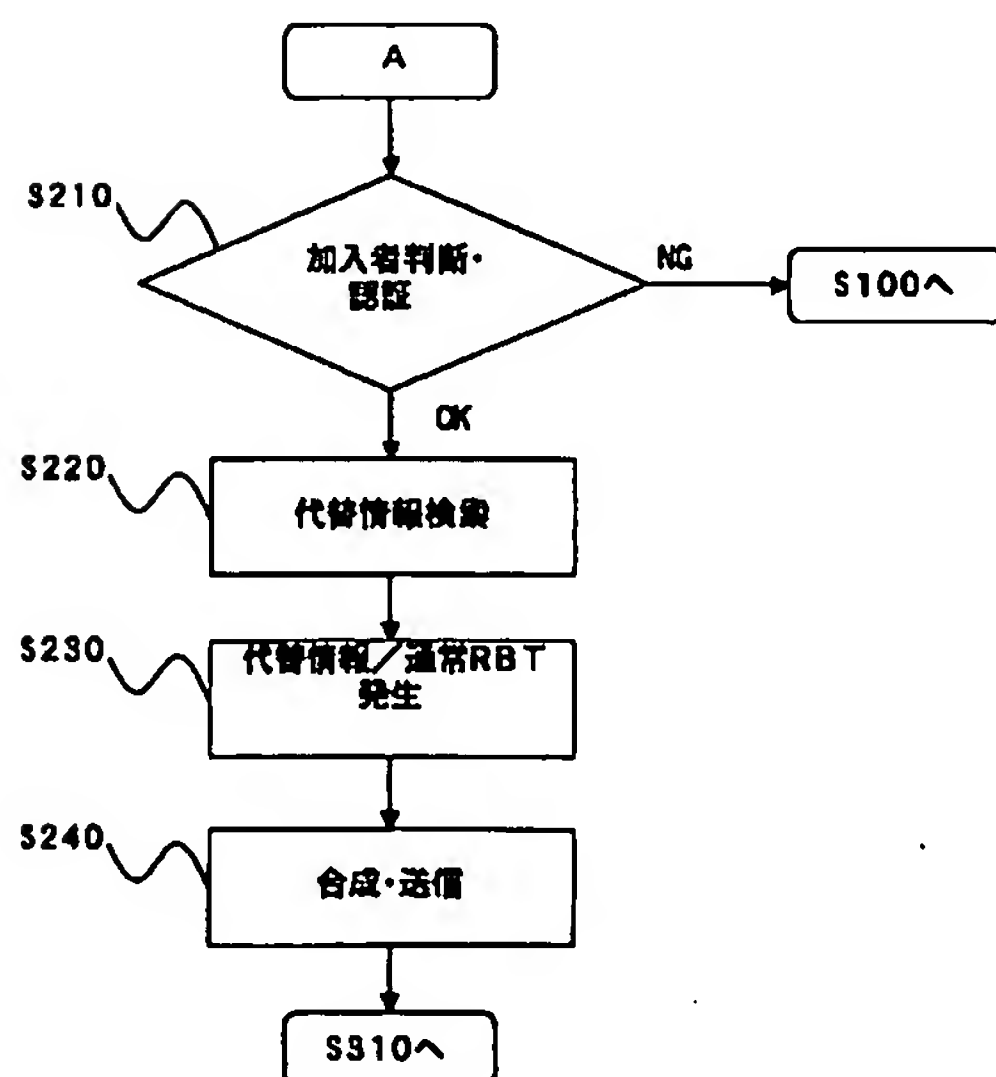 A
S210
加入者判断・
認証
NG
S100へ
OK
S220
代替情報検索
S230
代替情報／通常RBT
発生
S240
合成・送信
S310へ